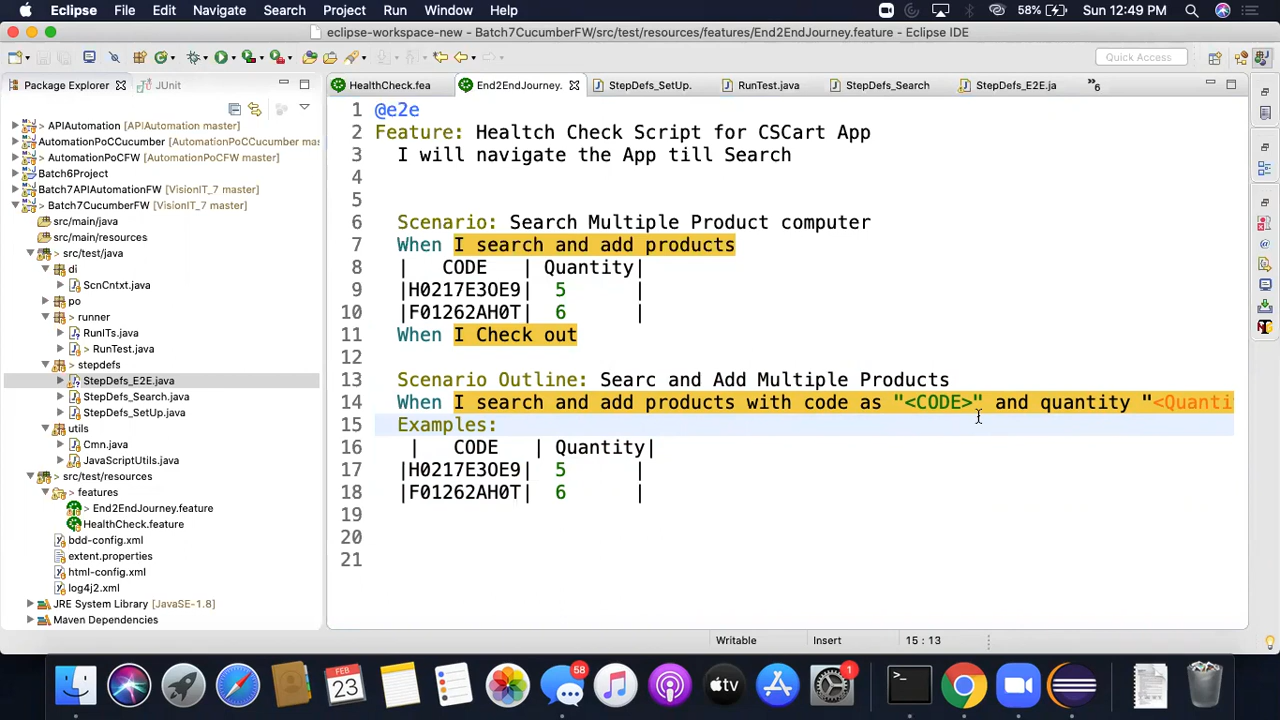 Eclipse File Edit Navigate Search Project Run Window Help 58% Sun 12:49 PM
eclipse-workspace-new - Batch7CucumberFW/src/test/resources/features/End2EndJourney.feature - Eclipse IDE
Quick Access
Package Explorer JUnit
HealthCheck.fea End2EndJourney. StepDefs_SetUp. RunTest.java StepDefs_Search StepDefs_E2E.ja »6
APIAutomation [APIAutomation master]
AutomationPoCCucumber [AutomationPoCCucumber mas
AutomationPoCFW [AutomationPoCFW master]
Batch6Project
Batch7APIAutomationFW [VisionIT_7 master]
Batch7CucumberFW [VisionIT_7 master]
src/main/java
src/main/resources
src/test/java
di
ScnCntxt.java
po
runner
RunITs.java
> RunTest.java
stepdefs
StepDefs_E2E.java
StepDefs_Search.java
StepDefs_SetUp.java
utils
Cmn.java
JavaScriptUtils.java
> src/test/resources
> features
> End2EndJourney.feature
HealthCheck.feature
bdd-config.xml
extent.properties
html-config.xml
log4j2.xml
JRE System Library [JavaSE-1.8]
Maven Dependencies
1 @e2e
2 Feature: Healtch Check Script for CSCart App
3 I will navigate the App till Search
4
5
6 Scenario: Search Multiple Product computer
7 When I search and add products
8 | CODE | Quantity|
9 |H0217E3OE9| 5 |
10 |F01262AH0T| 6 |
11 When I Check out
12
13 Scenario Outline: Searc and Add Multiple Products
14 When I search and add products with code as "<CODE>" and quantity "<Quanti
15 Examples:
16 | CODE | Quantity|
17 |H0217E3OE9| 5 |
18 |F01262AH0T| 6 |
19
20
21
Writable Insert 15 : 13
FEB
23
58
tv
1